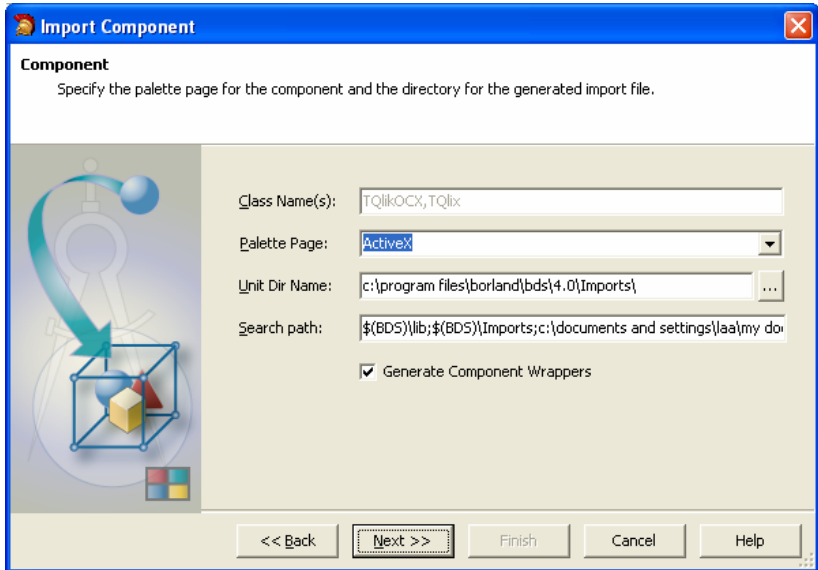 Import Component
Component
Specify the palette page for the component and the directory for the generated import file.
Class Name(s): TQlikOCX,TQlix
Palette Page: ActiveX
Unit Dir Name: c:\program files\borland\bds\4.0\Imports\ ...
Search path: $(BDS)\lib;$(BDS)\Imports;c:\documents and settings\laa\my do
Generate Component Wrappers
<< Back Next >> Finish Cancel Help